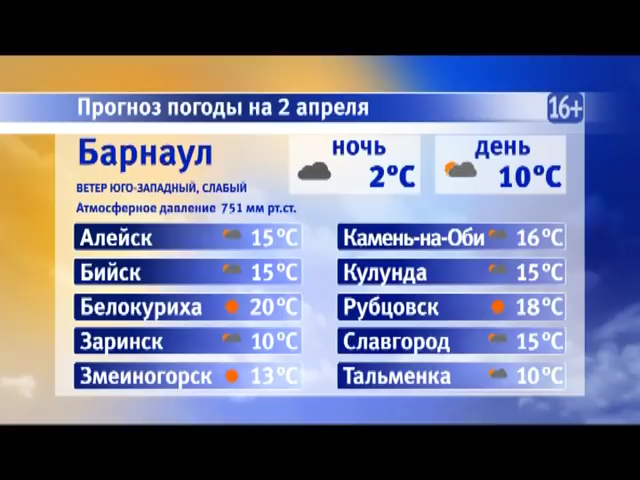 Прогноз погоды на 2 апреля
16+
Барнаул
ночь
2°C
день
10°C
ВЕТЕР ЮГО-ЗАПАДНЫЙ, СЛАБЫЙ
Атмосферное давление 751 мм рт.ст.
Алейск 15°C
Бийск 15°C
Белокуриха 20°C
Заринск 10°C
Змеиногорск 13°C
Камень-на-Оби 16°C
Кулунда 15°C
Рубцовск 18°C
Славгород 15°C
Тальменка 10°C